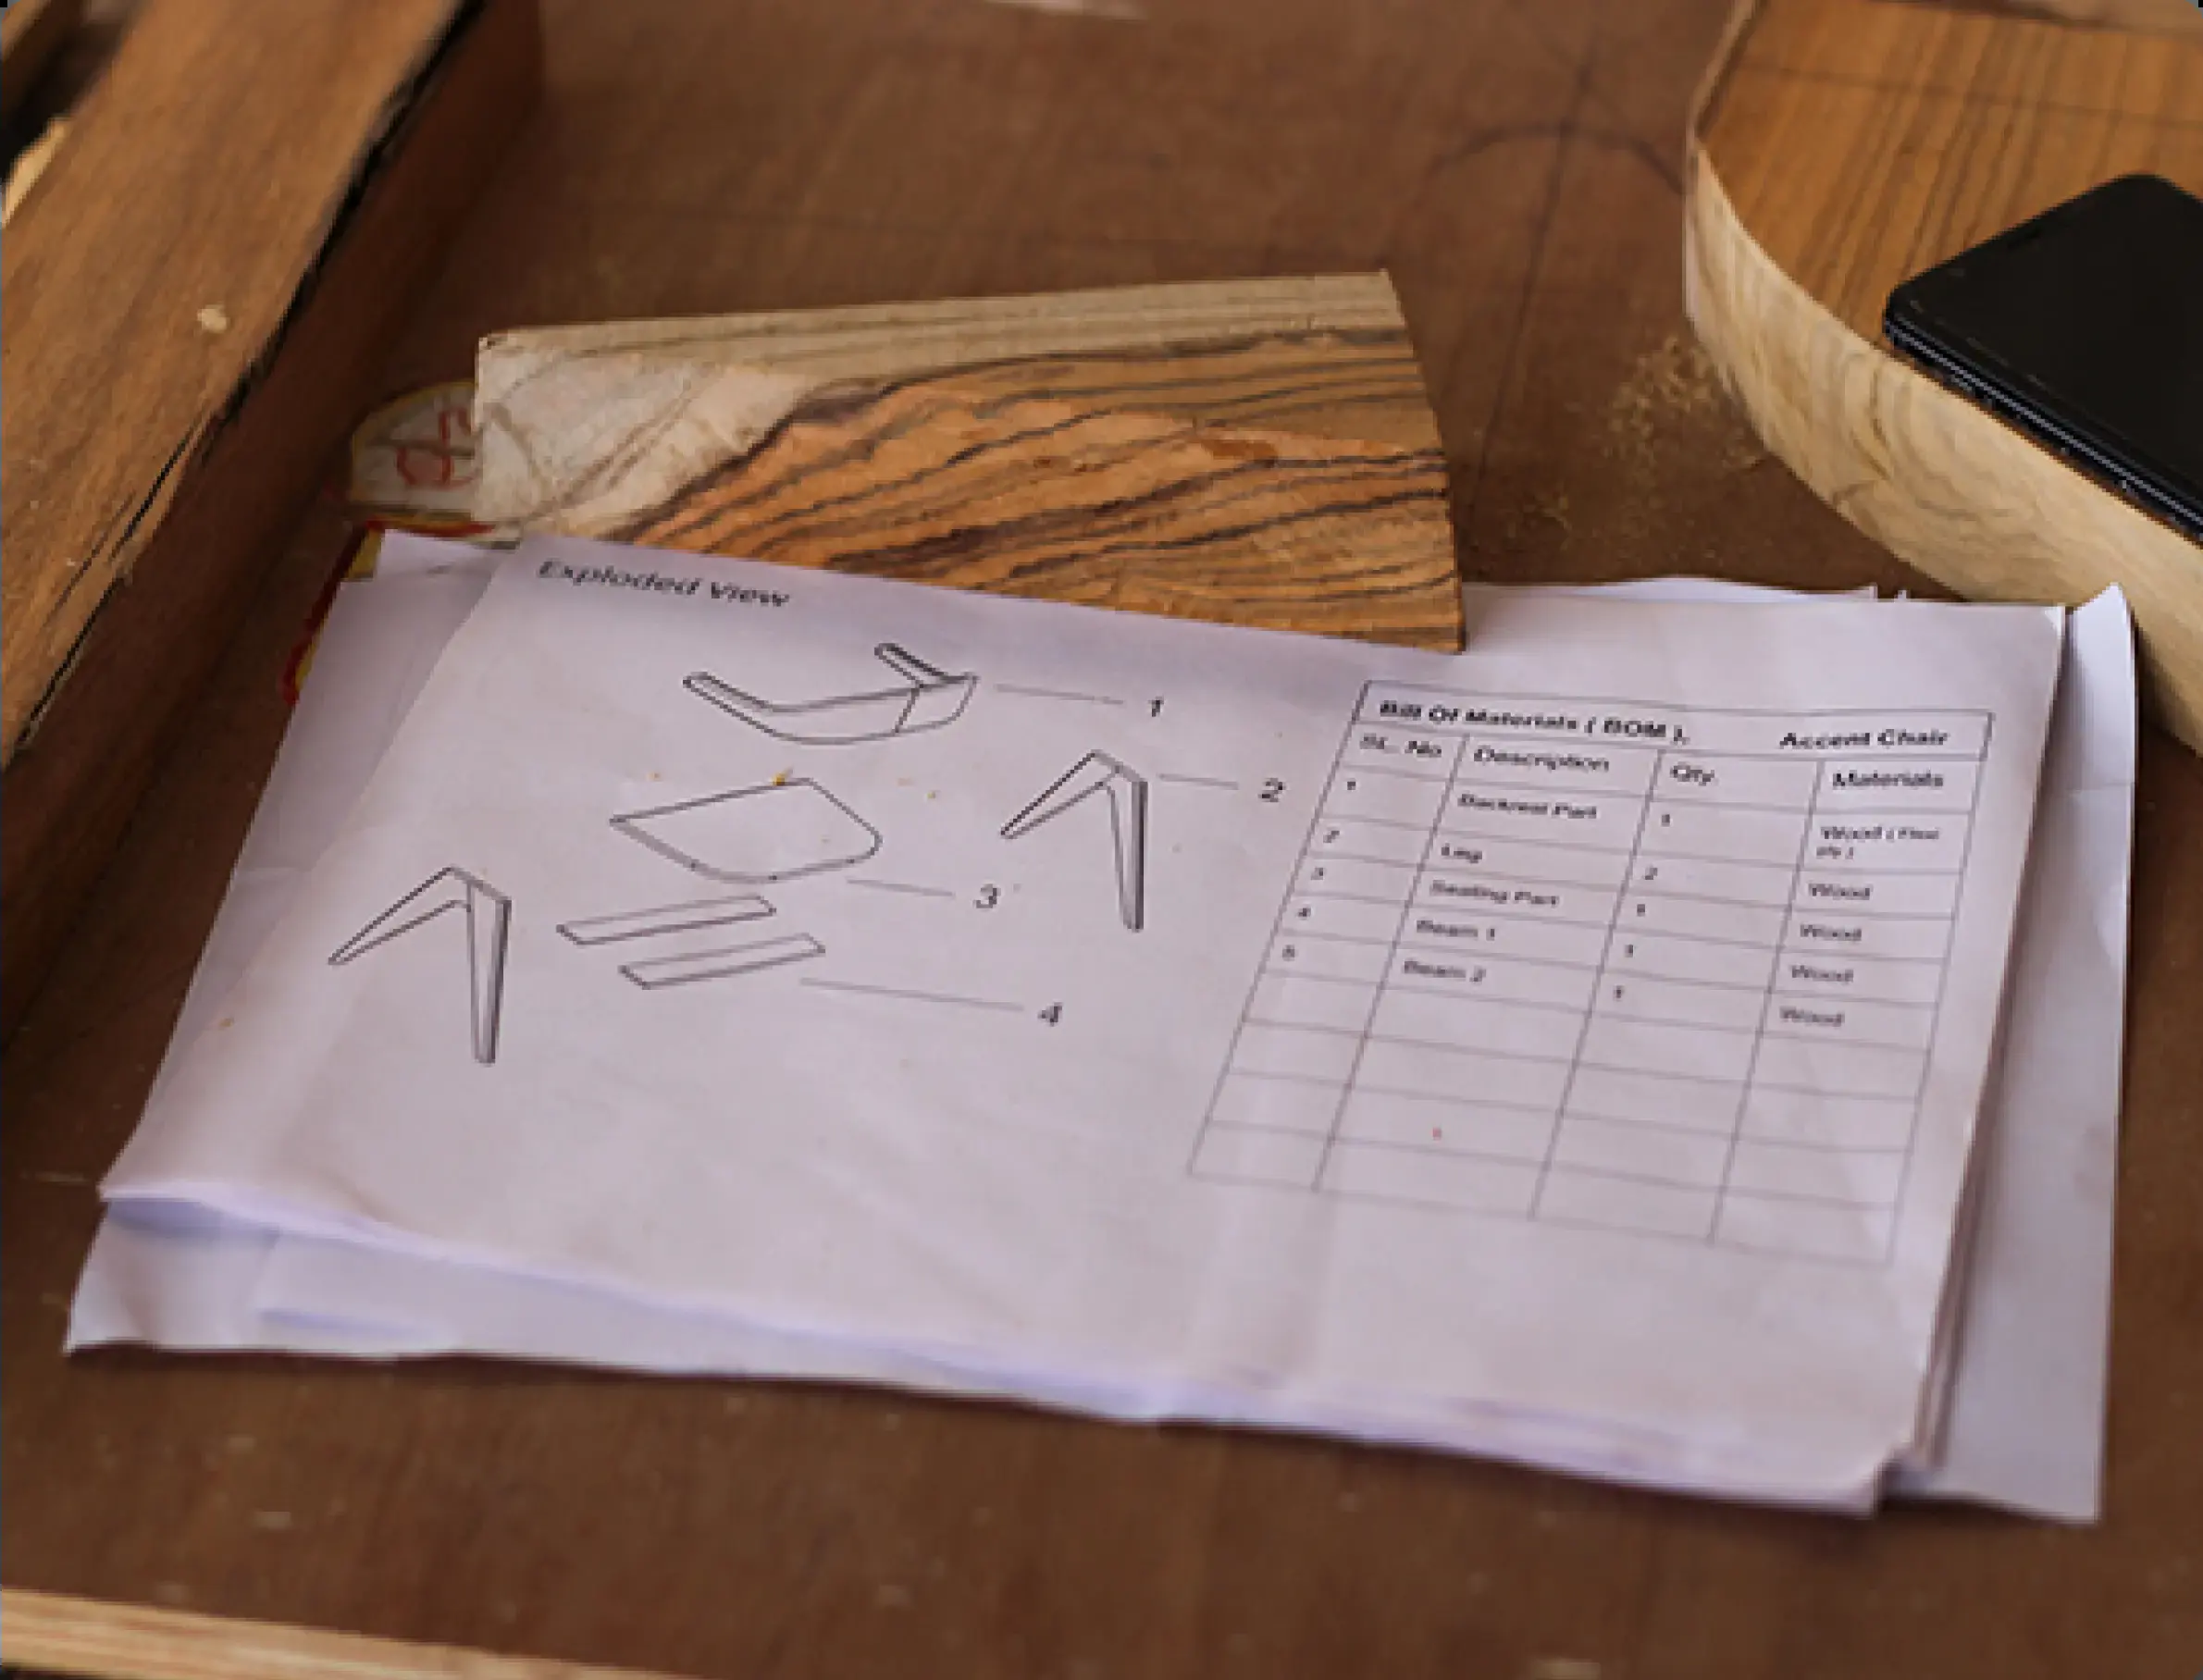 Exploded View
1
2
3
4
Bill Of Materials ( BOM ). Accent Chair
SL. No Description Qty. Materials
1 Backrest Part 1 Wood (
2 Leg 2 Wood
3 Seating Part 1 Wood
4 Beam 1 1 Wood
5 Beam 2 1 Wood